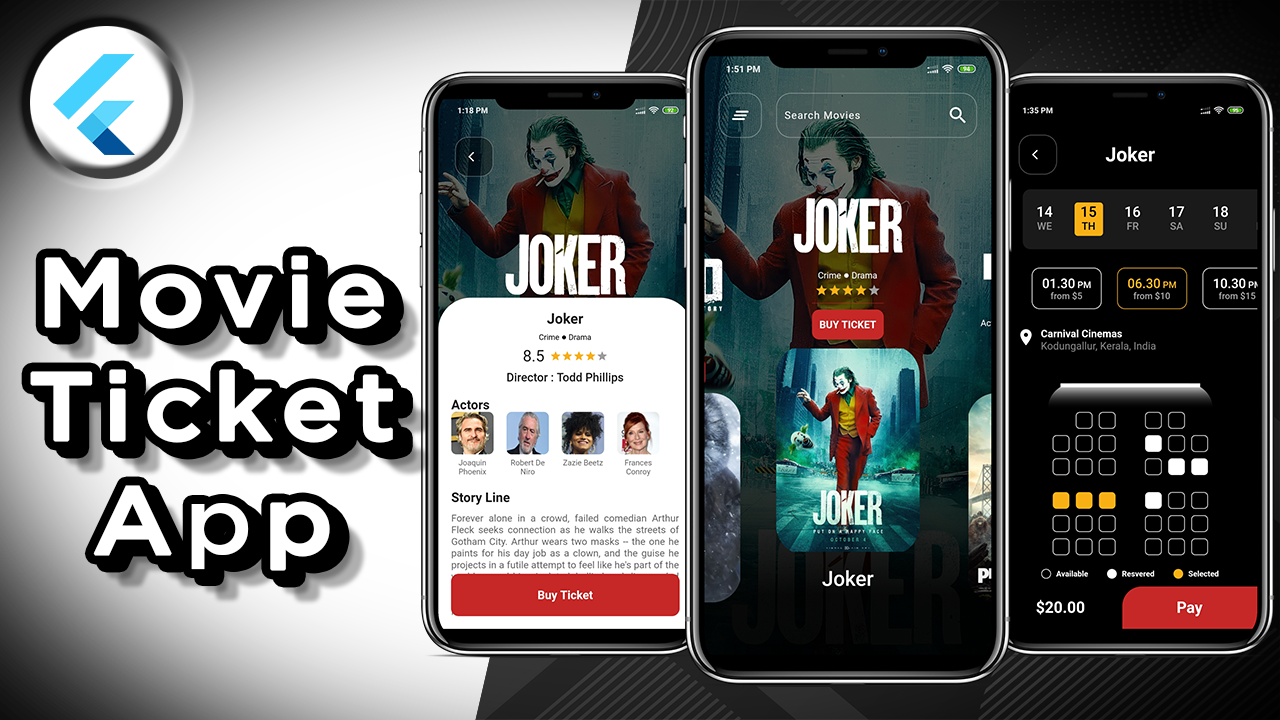 Movie
Ticket
App
1:18 PM
92
JOKER
Joker
Crime ● Drama
8.5
Director : Todd Phillips
Actors
Joaquin
Phoenix
Robert De
Niro
Zazie Beetz
Frances
Conroy
Story Line
Forever alone in a crowd, failed comedian Arthur
Fleck seeks connection as he walks the streets of
Gotham City. Arthur wears two masks -- the one he
paints for his day job as a clown, and the guise he
projects in a futile attempt to feel like he's part of the
Buy Ticket
1:51 PM
94
Search Movies
JOKER
Crime ● Drama
BUY TICKET
JOKER
PUT ON A HAPPY FACE
OCTOBER 4
Joker
JOKER
1:35 PM
95
Joker
14 15 16 17 18
WE TH FR SA SU
01.30 PM 06.30 PM 10.30 PM
from $5 from $10 from $15
Carnival Cinemas
Kodungallur, Kerala, India
Available Resvered Selected
$20.00 Pay